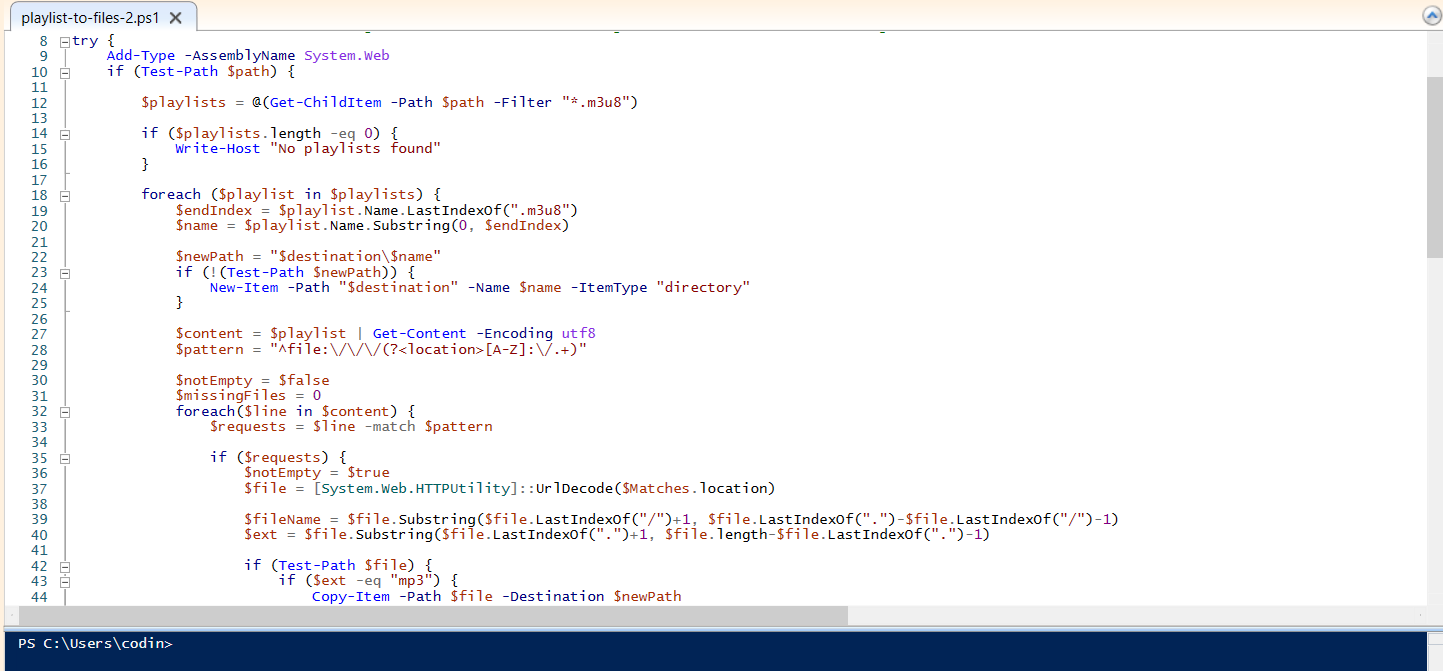 playlist-to-files-2.ps1
8 try {
9 Add-Type -AssemblyName System.Web
10 if (Test-Path $path) {
11
12 $playlists = @(Get-ChildItem -Path $path -Filter "*.m3u8")
13
14 if ($playlists.length -eq 0) {
15 Write-Host "No playlists found"
16 }
17
18 foreach ($playlist in $playlists) {
19 $endIndex = $playlist.Name.LastIndexOf(".m3u8")
20 $name = $playlist.Name.Substring(0, $endIndex)
21
22 $newPath = "$destination\$name"
23 if (!(Test-Path $newPath)) {
24 New-Item -Path "$destination" -Name $name -ItemType "directory"
25 }
26
27 $content = $playlist | Get-Content -Encoding utf8
28 $pattern = "^file:\/\/\/(?<location>[A-Z]:\/.+)"
29
30 $notEmpty = $false
31 $missingFiles = 0
32 foreach($line in $content) {
33 $requests = $line -match $pattern
34
35 if ($requests) {
36 $notEmpty = $true
37 $file = [System.Web.HTTPUtility]::UrlDecode($Matches.location)
38
39 $fileName = $file.Substring($file.LastIndexOf("/")+1, $file.LastIndexOf(".")-$file.LastIndexOf("/")-1)
40 $ext = $file.Substring($file.LastIndexOf(".")+1, $file.length-$file.LastIndexOf(".")-1)
41
42 if (Test-Path $file) {
43 if ($ext -eq "mp3") {
44 Copy-Item -Path $file -Destination $newPath
PS C:\Users\codin>